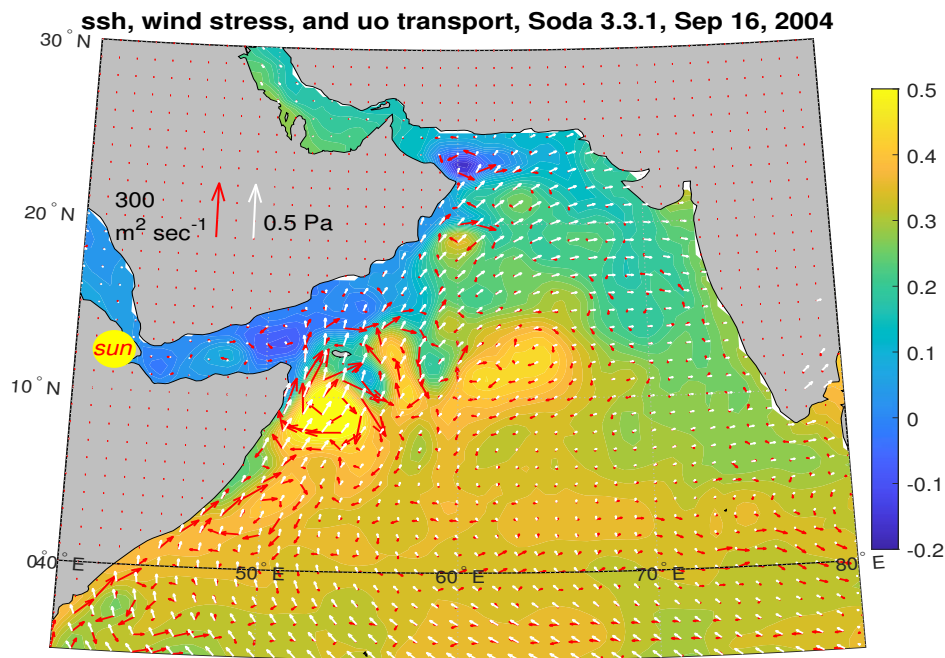 ssh, wind stress, and uo transport, Soda 3.3.1, Sep 16, 2004
30° N
0.5
0.4
300
m² sec⁻¹
0.5 Pa
20° N
0.3
0.2
sun
0.1
10° N
0
-0.1
0° 40° E
50° E
60° E
70° E
80° E
-0.2